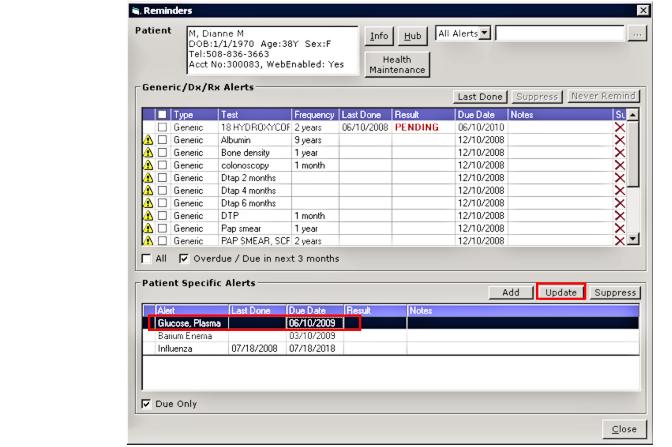 Reminders
Patient
M, Dianne M
DOB:1/1/1970 Age:38Y Sex:F
Tel:508-836-3663
Acct No:300083, WebEnabled: Yes
Info Hub All Alerts ...
Health Maintenance
Generic/Dx/Rx Alerts
Last Done Suppress Never Remind
Type Test Frequency Last Done Result Due Date Notes Su
Generic 18 HYDROXYCOF 2 years 06/10/2008 PENDING 06/10/2010
Generic Albumin 9 years 12/10/2008
Generic Bone density 1 year 12/10/2008
Generic colonoscopy 1 month 12/10/2008
Generic Dtap 2 months 12/10/2008
Generic Dtap 4 months 12/10/2008
Generic Dtap 6 months 12/10/2008
Generic DTP 1 month 12/10/2008
Generic Pap smear 1 year 12/10/2008
Generic PAP SMEAR, SCF 2 years 12/10/2008
All Overdue / Due in next 3 months
Patient Specific Alerts
Add Update Suppress
Alert Last Done Due Date Result Notes
Glucose, Plasma 06/10/2009
Barium Enema 03/10/2009
Influenza 07/18/2008 07/18/2018
Due Only
Close